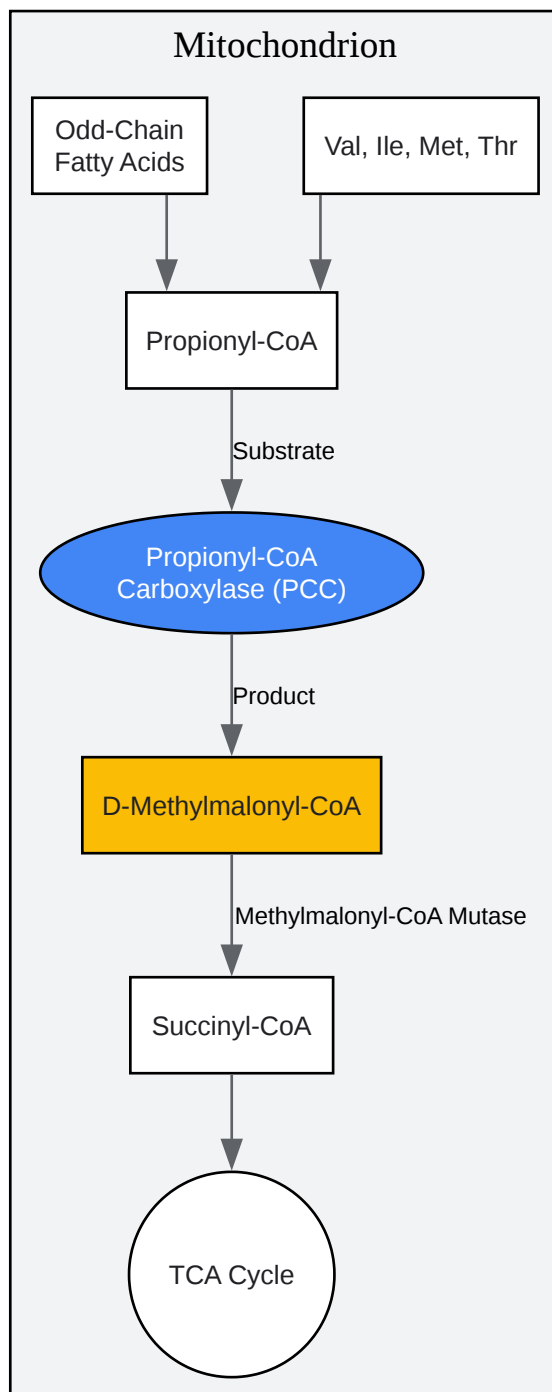 Mitochondrion
Odd-Chain
Fatty Acids
Val, Ile, Met, Thr
Propionyl-CoA
Substrate
Propionyl-CoA
Carboxylase (PCC)
Product
D-Methylmalonyl-CoA
Methylmalonyl-CoA Mutase
Succinyl-CoA
TCA Cycle